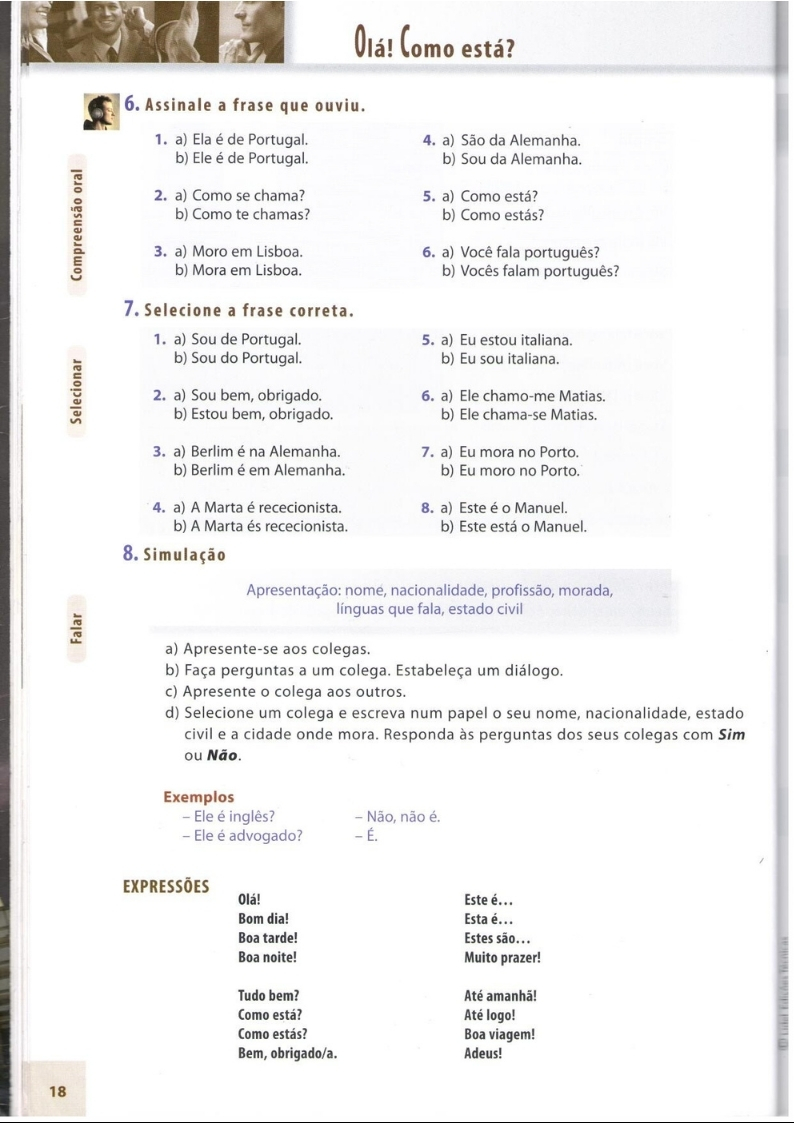 Olá! Como está?
6. Assinale a frase que ouviu.
Compreensão oral
1. a) Ela é de Portugal.
b) Ele é de Portugal.
2. a) Como se chama?
b) Como te chamas?
3. a) Moro em Lisboa.
b) Mora em Lisboa.
4. a) São da Alemanha.
b) Sou da Alemanha.
5. a) Como está?
b) Como estás?
6. a) Você fala português?
b) Vocês falam português?
7. Selecione a frase correta.
Selecionar
1. a) Sou de Portugal.
b) Sou do Portugal.
2. a) Sou bem, obrigado.
b) Estou bem, obrigado.
3. a) Berlim é na Alemanha.
b) Berlim é em Alemanha.
4. a) A Marta é rececionista.
b) A Marta és rececionista.
5. a) Eu estou italiana.
b) Eu sou italiana.
6. a) Ele chamo-me Matias.
b) Ele chama-se Matias.
7. a) Eu mora no Porto.
b) Eu moro no Porto.
8. a) Este é o Manuel.
b) Este está o Manuel.
8. Simulação
Falar
Apresentação: nome, nacionalidade, profissão, morada,
línguas que fala, estado civil
a) Apresente-se aos colegas.
b) Faça perguntas a um colega. Estabeleça um diálogo.
c) Apresente o colega aos outros.
d) Selecione um colega e escreva num papel o seu nome, nacionalidade, estado
civil e a cidade onde mora. Responda às perguntas dos seus colegas com Sim
ou Não.
Exemplos
– Ele é inglês? – Não, não é.
– Ele é advogado? – É.
EXPRESSÕES
Olá!
Bom dia!
Boa tarde!
Boa noite!
Tudo bem?
Como está?
Como estás?
Bem, obrigado/a.
Este é...
Esta é...
Estes são...
Muito prazer!
Até amanhã!
Até logo!
Boa viagem!
Adeus!
© Lidel Edições Técnicas
18